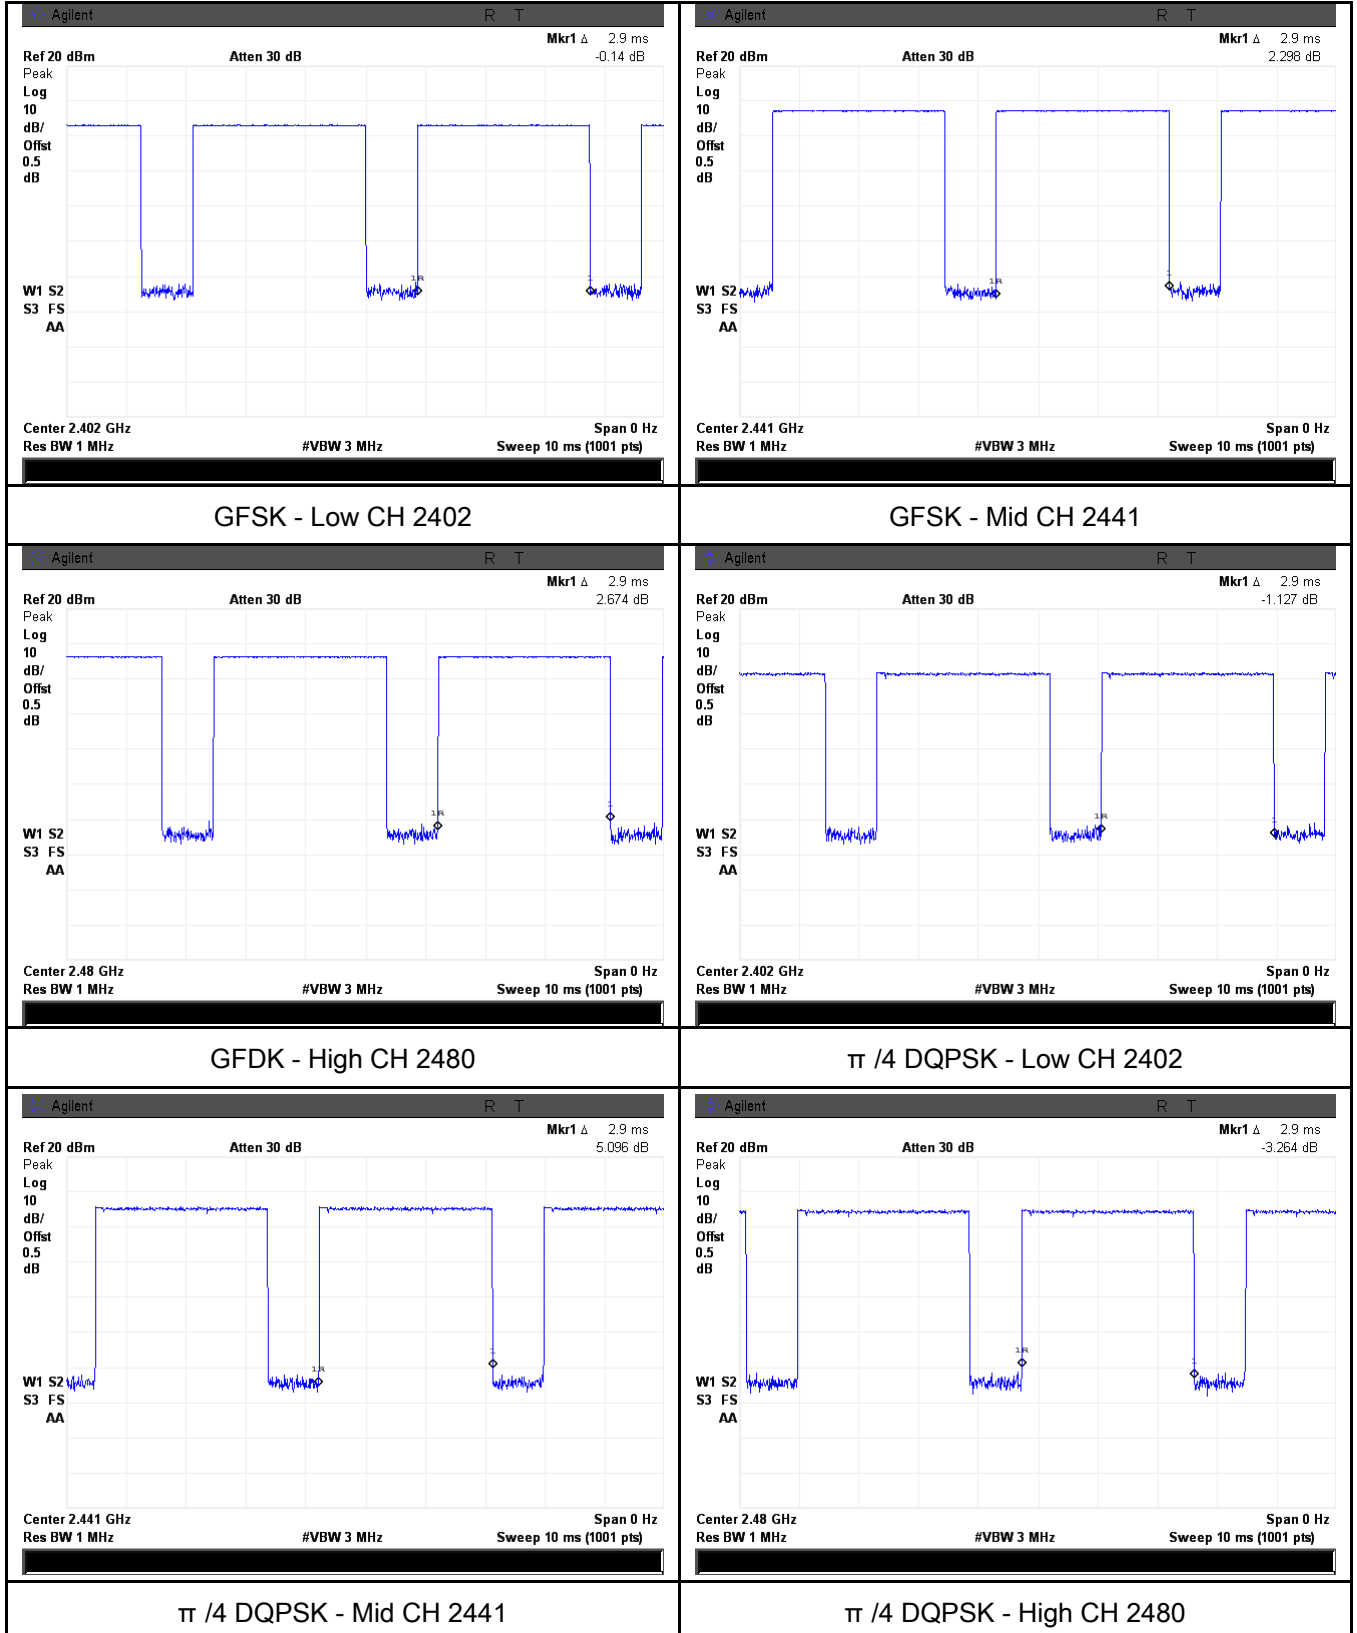 Agilent R T
Mkr1 Δ 2.9 ms
Ref 20 dBm Atten 30 dB -0.14 dB
Peak
Log
10
dB/
Offst
0.5
dB
1R
1
W1 S2
S3 FS
AA
Center 2.402 GHz Span 0 Hz
Res BW 1 MHz #VBW 3 MHz Sweep 10 ms (1001 pts)
GFSK - Low CH 2402
Agilent R T
Mkr1 Δ 2.9 ms
Ref 20 dBm Atten 30 dB 2.298 dB
Peak
Log
10
dB/
Offst
0.5
dB
1R
1
W1 S2
S3 FS
AA
Center 2.441 GHz Span 0 Hz
Res BW 1 MHz #VBW 3 MHz Sweep 10 ms (1001 pts)
GFSK - Mid CH 2441
Agilent R T
Mkr1 Δ 2.9 ms
Ref 20 dBm Atten 30 dB 2.674 dB
Peak
Log
10
dB/
Offst
0.5
dB
1R
1
W1 S2
S3 FS
AA
Center 2.48 GHz Span 0 Hz
Res BW 1 MHz #VBW 3 MHz Sweep 10 ms (1001 pts)
GFDK - High CH 2480
Agilent R T
Mkr1 Δ 2.9 ms
Ref 20 dBm Atten 30 dB -1.127 dB
Peak
Log
10
dB/
Offst
0.5
dB
1R
1
W1 S2
S3 FS
AA
Center 2.402 GHz Span 0 Hz
Res BW 1 MHz #VBW 3 MHz Sweep 10 ms (1001 pts)
π /4 DQPSK - Low CH 2402
Agilent R T
Mkr1 Δ 2.9 ms
Ref 20 dBm Atten 30 dB 5.096 dB
Peak
Log
10
dB/
Offst
0.5
dB
1R
1
W1 S2
S3 FS
AA
Center 2.441 GHz Span 0 Hz
Res BW 1 MHz #VBW 3 MHz Sweep 10 ms (1001 pts)
π /4 DQPSK - Mid CH 2441
Agilent R T
Mkr1 Δ 2.9 ms
Ref 20 dBm Atten 30 dB -3.264 dB
Peak
Log
10
dB/
Offst
0.5
dB
1R
1
W1 S2
S3 FS
AA
Center 2.48 GHz Span 0 Hz
Res BW 1 MHz #VBW 3 MHz Sweep 10 ms (1001 pts)
π /4 DQPSK - High CH 2480